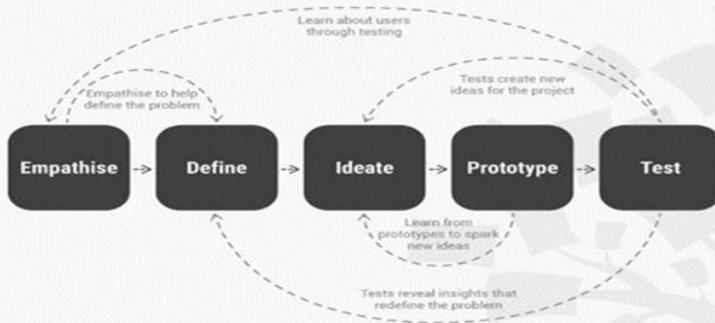 Learn about users
through testing
Empathise to help
define the problem
Tests create new
ideas for the project
Empathise
Define
Ideate
Prototype
Test
Learn from
prototypes to spark
new ideas
Tests reveal insights that
redefine the problem